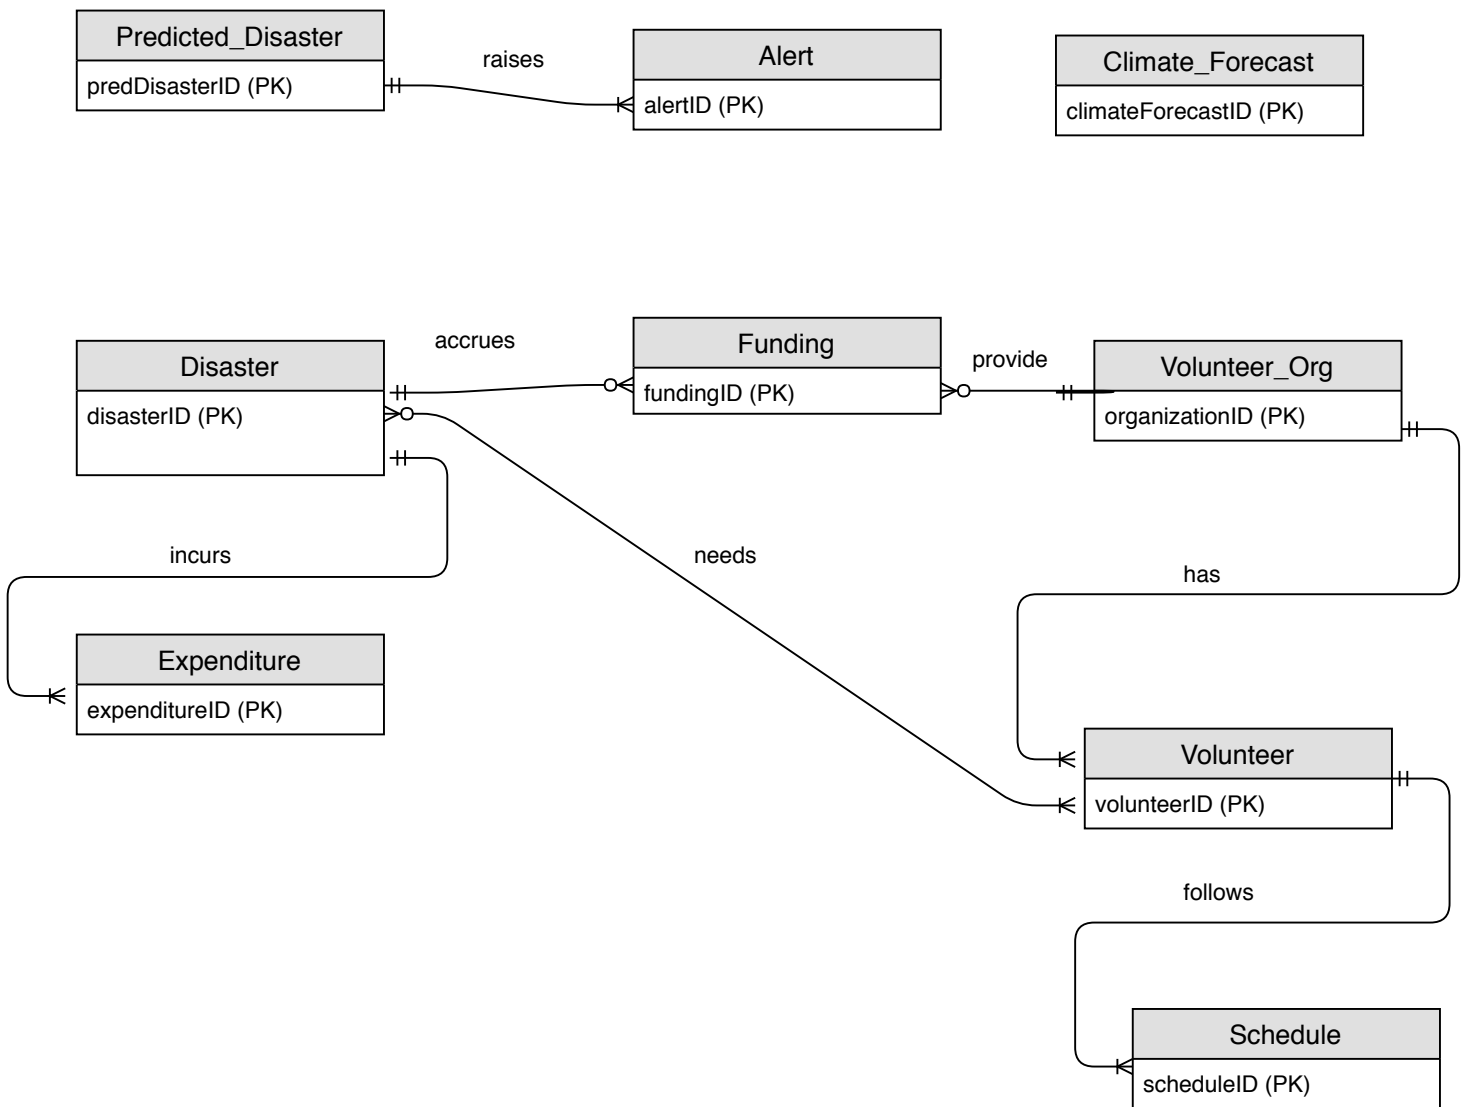 Predicted_Disaster
predDisasterID (PK)
raises
Alert
alertID (PK)
Climate_Forecast
climateForecastID (PK)
Disaster
disasterID (PK)
accrues
Funding
fundingID (PK)
provide
Volunteer_Org
organizationID (PK)
incurs
needs
has
Expenditure
expenditureID (PK)
Volunteer
volunteerID (PK)
follows
Schedule
scheduleID (PK)